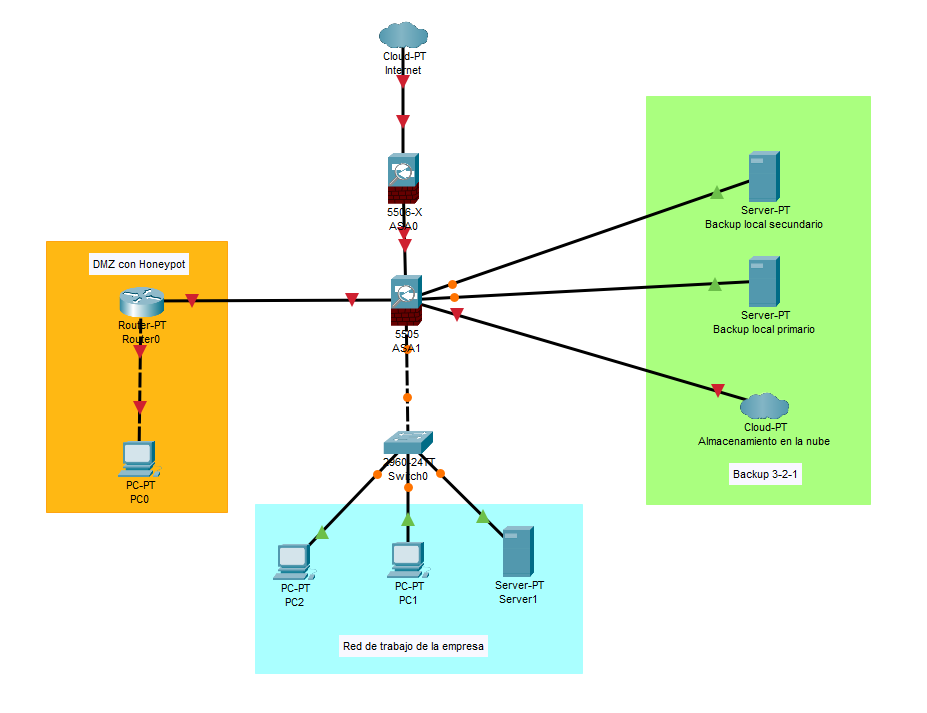 Cloud-PT
Internet
5506-X
ASA0
DMZ con Honeypot
Router-PT
Router0
PC-PT
PC0
5505
ASA1
Server-PT
Backup local secundario
Server-PT
Backup local primario
Cloud-PT
Almacenamiento en la nube
Backup 3-2-1
2960-24TT
Switch0
PC-PT
PC2
PC-PT
PC1
Server-PT
Server1
Red de trabajo de la empresa